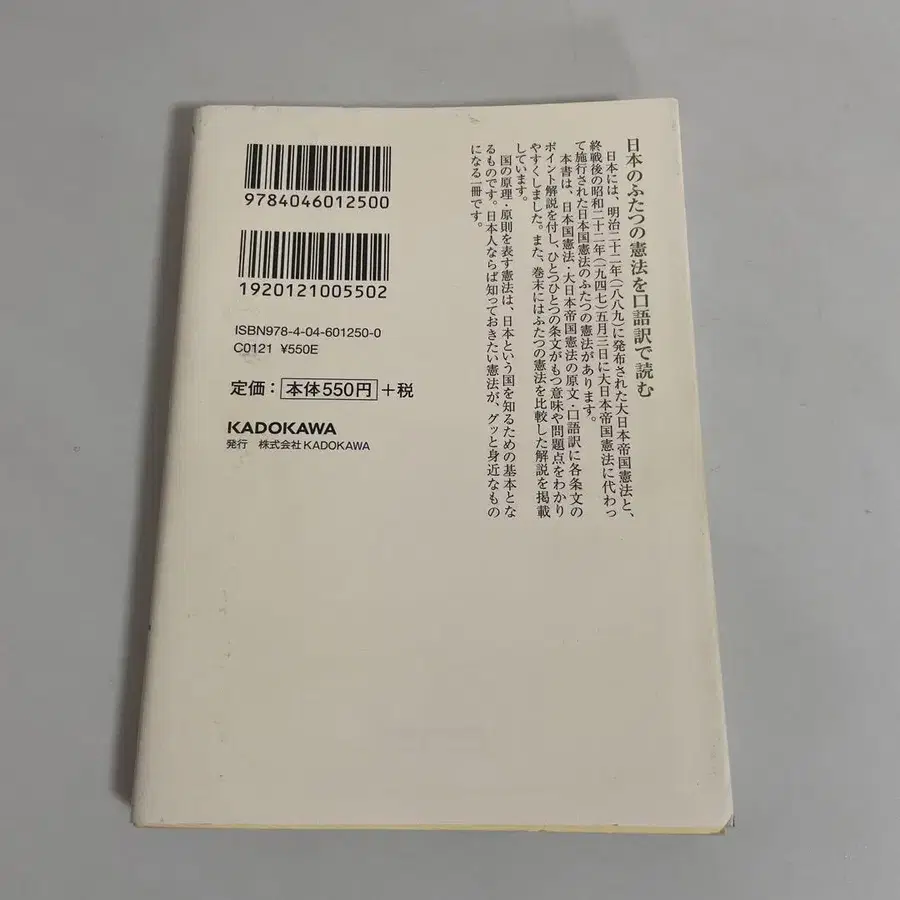 日本のふたつの憲法を口語訳で読む
日本には、明治二十二年(一八八九)に発布された大日本帝国憲法と、
終戦後の昭和二十二年(一九四七)五月三日に大日本帝国憲法に代わっ
て施行された日本国憲法のふたつの憲法があります。
本書は、日本国憲法・大日本帝国憲法の原文・口語訳に各条文の
ポイント解説を付し、ひとつひとつの条文がもつ意味や問題点をわかり
やすくしました。また、巻末にはふたつの憲法を比較した解説を掲載
しています。
国の原理・原則を表す憲法は、日本という国を知るための基本とな
るものです。日本人ならば知っておきたい憲法が、グッと身近なもの
になる一冊です。
9784046012500
1920121005502
ISBN978-4-04-601250-0
C0121 ¥550E
定価：本体550円+税
KADOKAWA
発行 株式会社KADOKAWA